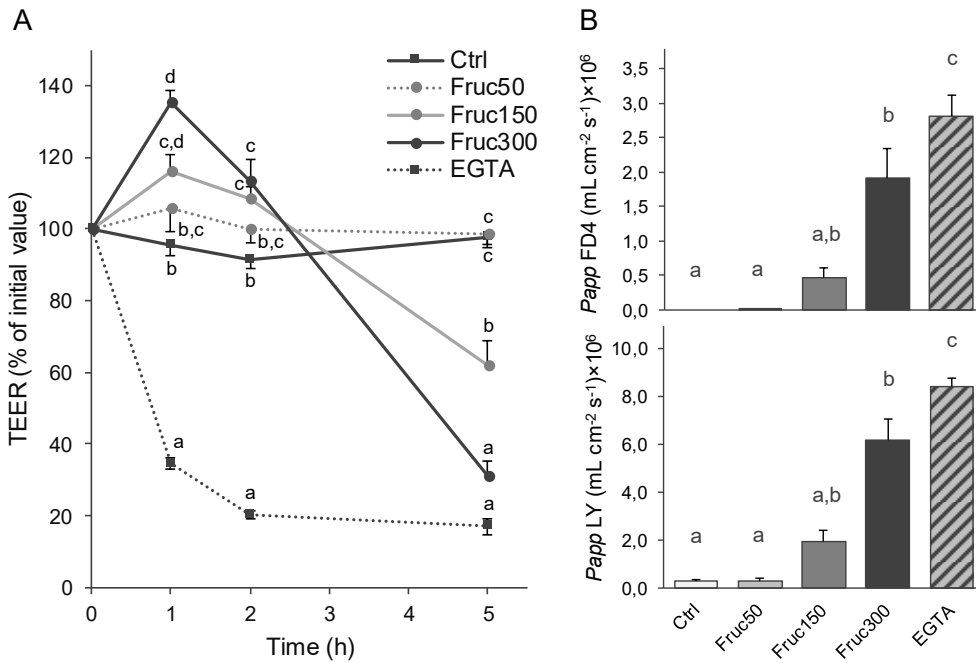 A
TEER (% of initial value)
140
120
100
80
60
40
20
0
0
1
2
3
4
5
Time (h)
Ctrl
Fruc50
Fruc150
Fruc300
EGTA
d
c,d
b,c
b
a
c
c
b,c
b
a
c
c
b
a
a
B
Papp FD4 (mL cm⁻² s⁻¹)×10⁶
3,5
3,0
2,0
2,0
1,0
1,0
0,5
0,0
a
a
a,b
b
c
Papp LY (mL cm⁻² s⁻¹)×10⁶
10,0
8,0
6,0
4,0
2,0
0,0
a
a
a,b
b
c
Ctrl
Fruc50
Fruc150
Fruc300
EGTA